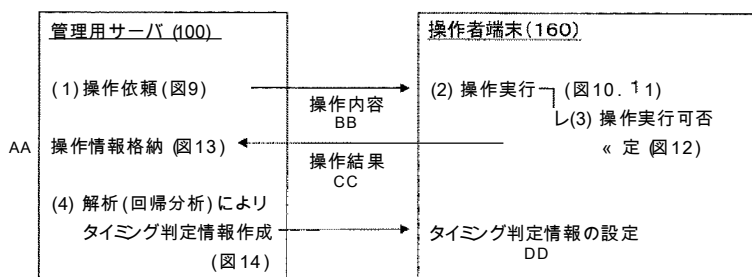 管理用サーバ(100)
(1)操作依頼(図9)
操作内容
BB
AA
操作情報格納(図13)
操作結果
CC
(4) 解析(回帰分析)により
タイミング判定情報作成
(図14)
操作者端末(160)
(2) 操作実行 (図10. 11)
レ(3) 操作実行可否
« 定(図12)
タイミング判定情報の設定
DD